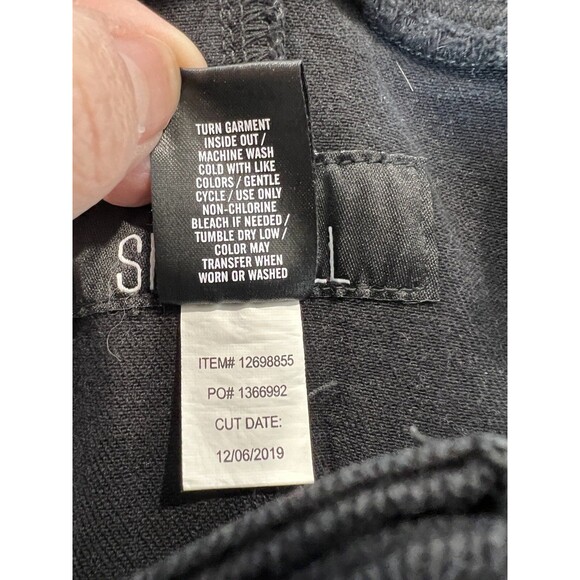 TURN GARMENT
INSIDE OUT /
MACHINE WASH
COLD WITH LIKE
COLORS / GENTLE
CYCLE / USE ONLY
NON-CHLORINE
BLEACH IF NEEDED /
TUMBLE DRY LOW /
COLOR MAY
TRANSFER WHEN
WORN OR WASHED
ITEM# 12698855
PO# 1366992
CUT DATE:
12/06/2019